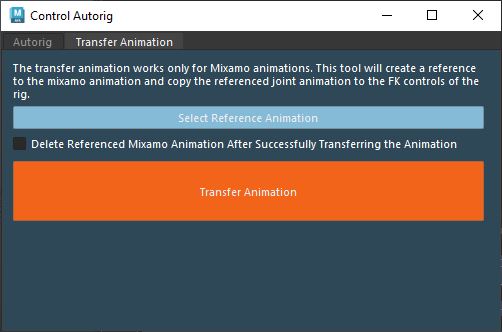 Control Autorig
Autorig Transfer Animation
The transfer animation works only for Mixamo animations. This tool will create a reference
to the mixamo animation and copy the referenced joint animation to the FK controls of the
rig.
Select Reference Animation
Delete Referenced Mixamo Animation After Successfully Transferring the Animation
Transfer Animation